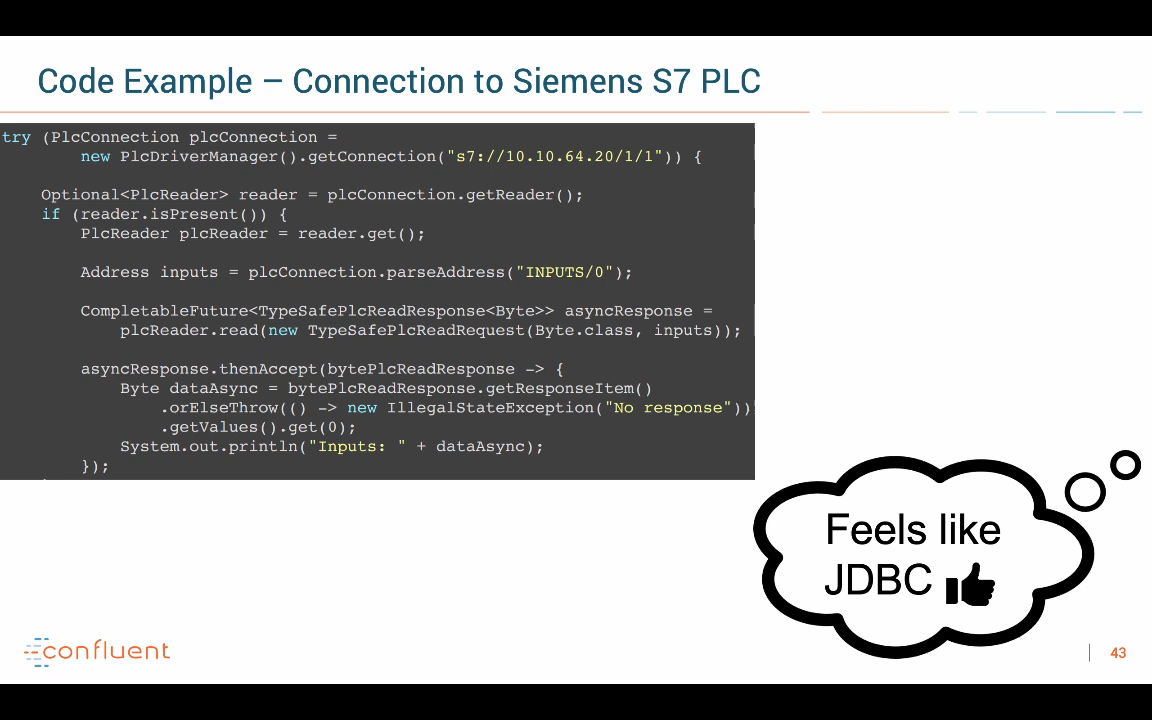 Code Example – Connection to Siemens S7 PLC
try (PlcConnection plcConnection =
new PlcDriverManager().getConnection("s7://10.10.64.20/1/1")) {
Optional<PlcReader> reader = plcConnection.getReader();
if (reader.isPresent()) {
PlcReader plcReader = reader.get();
Address inputs = plcConnection.parseAddress("INPUTS/0");
CompletableFuture<TypeSafePlcReadResponse<Byte>> asyncResponse =
plcReader.read(new TypeSafePlcReadRequest(Byte.class, inputs));
asyncResponse.thenAccept(bytePlcReadResponse -> {
Byte dataAsync = bytePlcReadResponse.getResponseItem()
.orElseThrow(() -> new IllegalStateException("No response"))
.getValues().get(0);
System.out.println("Inputs: " + dataAsync);
});
Feels like
JDBC
confluent
43